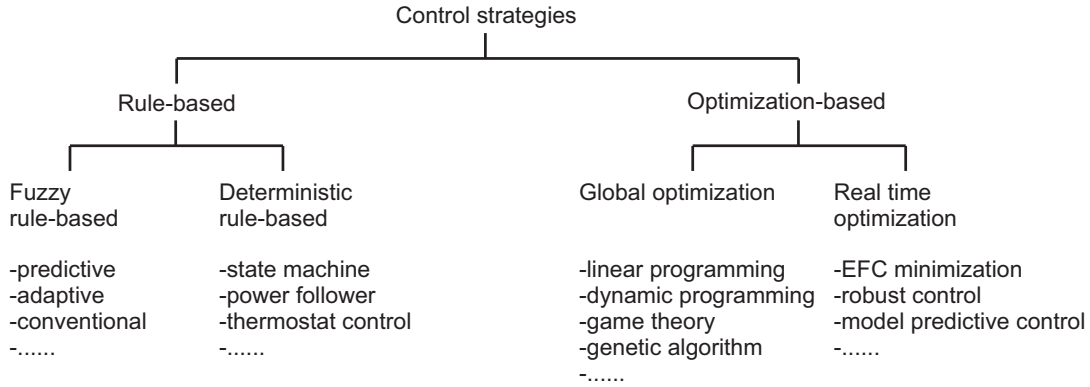 Control strategies
Rule-based
Optimization-based
Fuzzy
rule-based
-predictive
-adaptive
-conventional
-......
Deterministic
rule-based
-state machine
-power follower
-thermostat control
-......
Global optimization
-linear programming
-dynamic programming
-game theory
-genetic algorithm
-......
Real time
optimization
-EFC minimization
-robust control
-model predictive control
-......